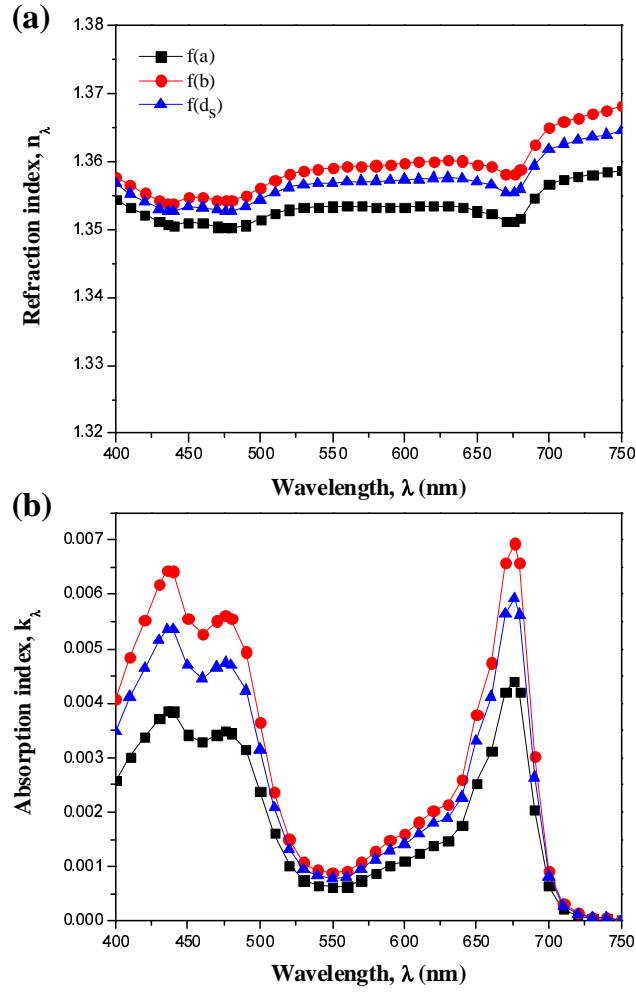 (a)
1.38
1.37
1.36
1.35
1.34
1.33
1.32
Refraction index, nλ
f(a)
f(b)
f(ds)
400 450 500 550 600 650 700 750
Wavelength, λ (nm)
(b)
0.007
0.006
0.005
0.004
0.003
0.002
0.001
0.000
Absorption index, kλ
400 450 500 550 600 650 700 750
Wavelength, λ (nm)